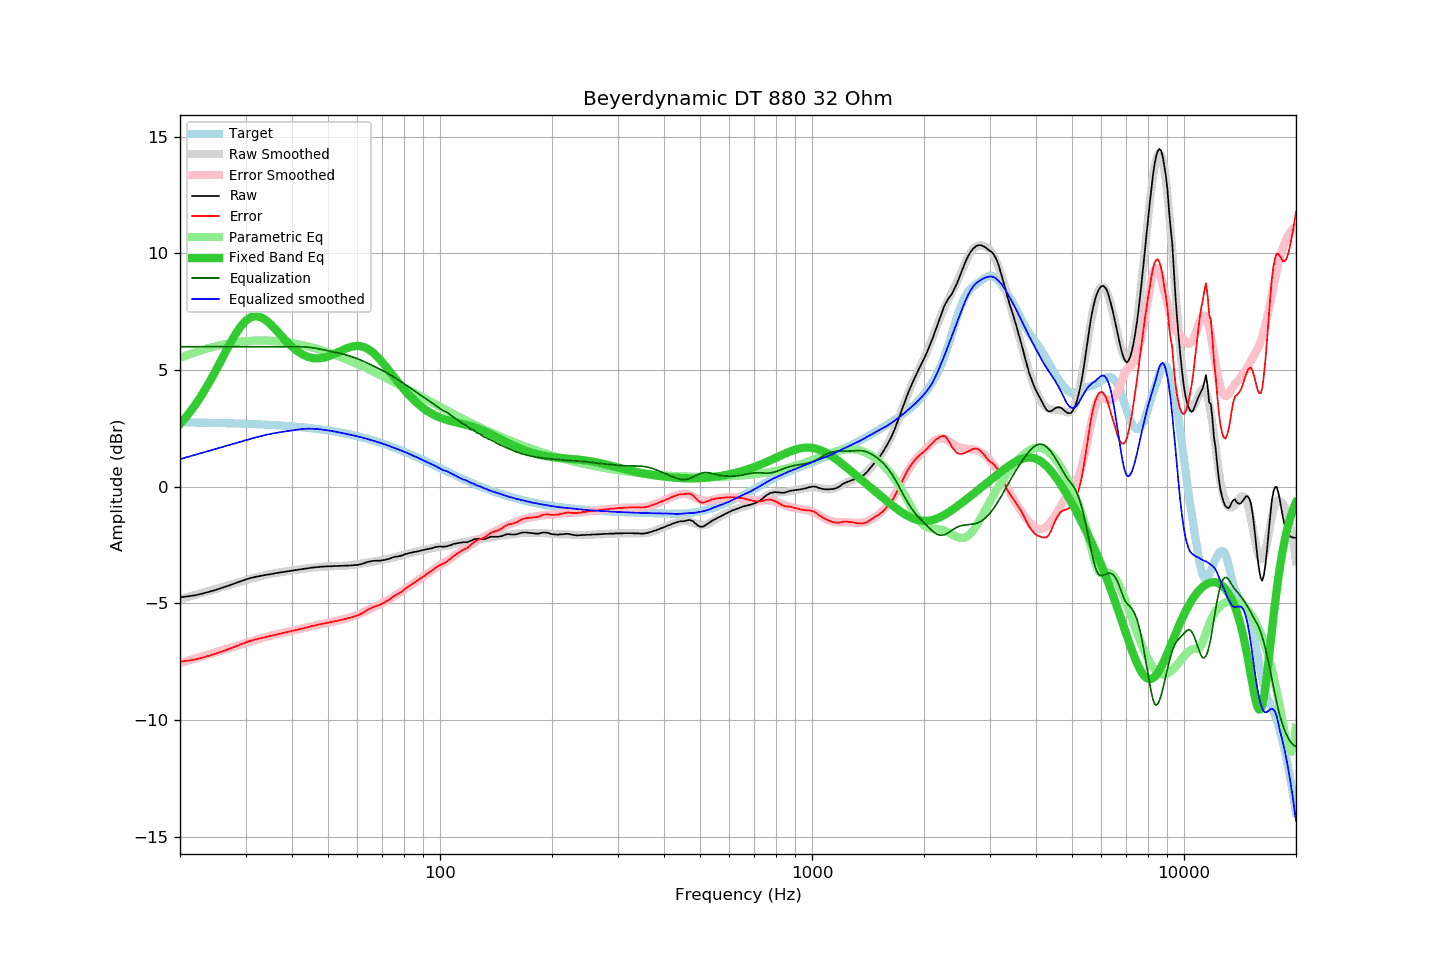 Beyerdynamic DT 880 32 Ohm
Target
Raw Smoothed
Error Smoothed
Raw
Error
Parametric Eq
Fixed Band Eq
Equalization
Equalized smoothed
15
10
5
0
−5
−10
−15
Amplitude (dBr)
100
1000
10000
Frequency (Hz)